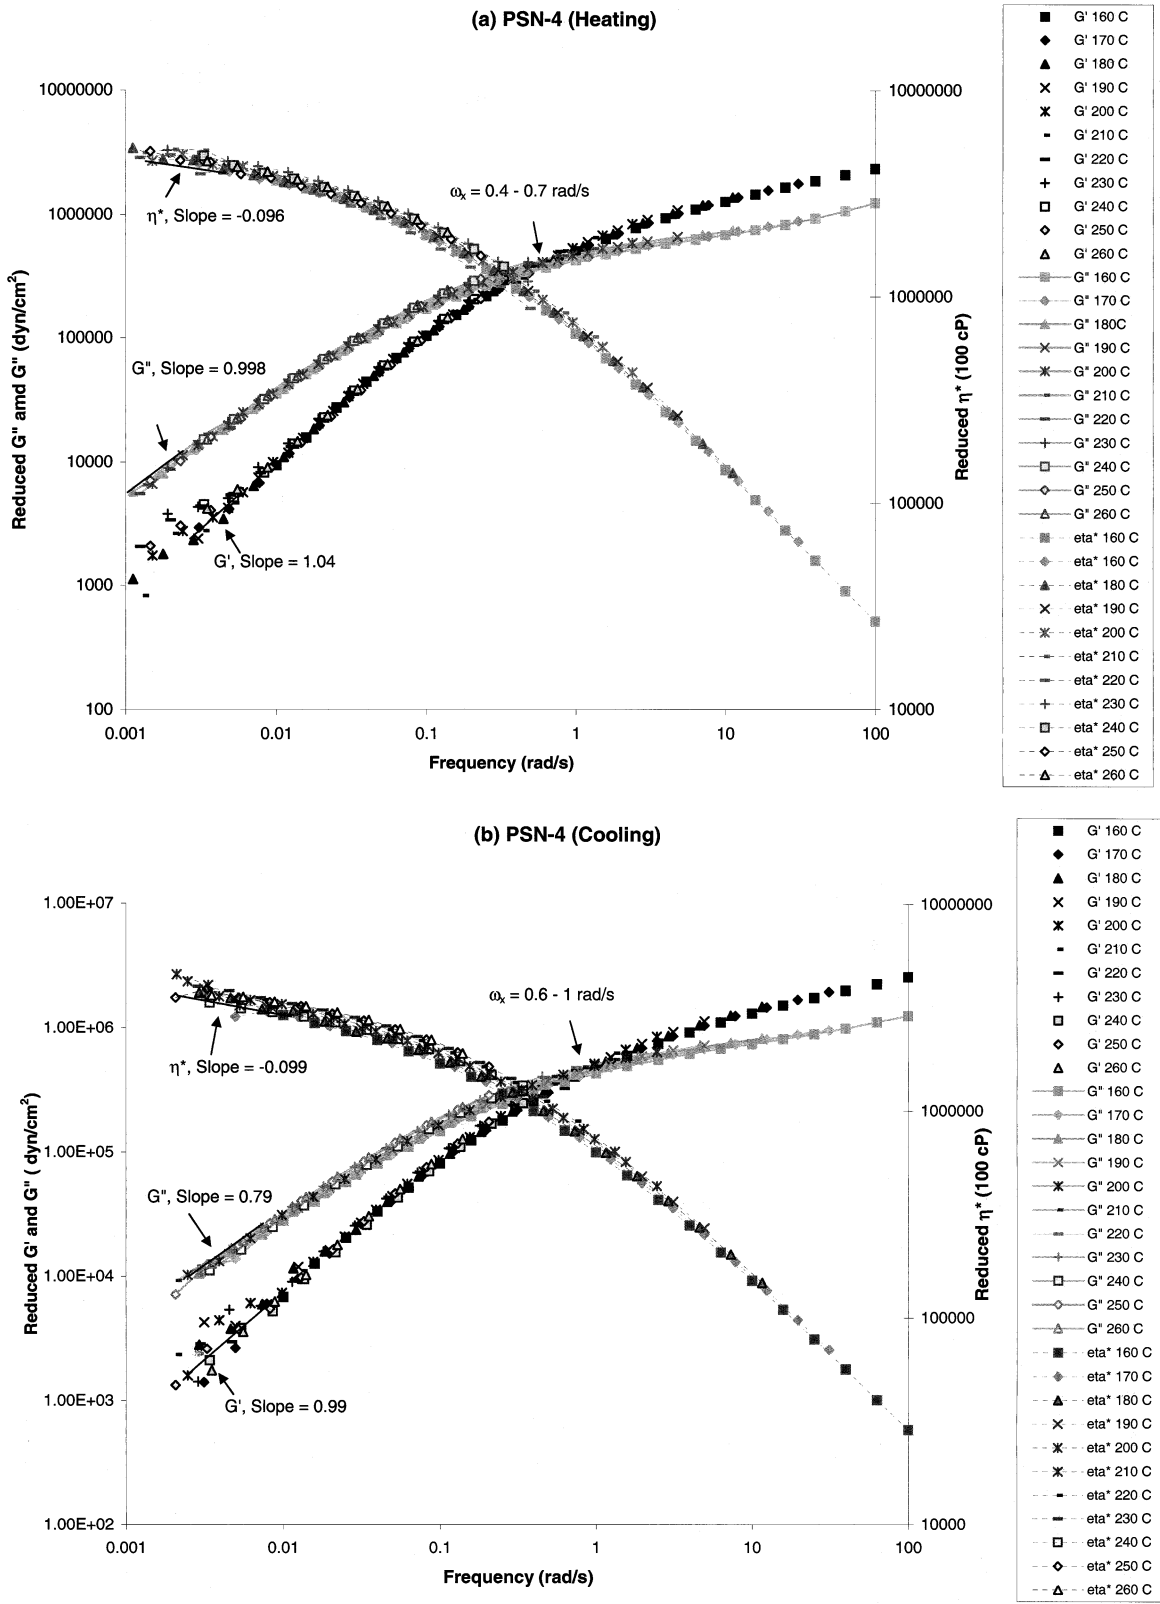 (a) PSN-4 (Heating)
10000000
1000000
100000
10000
1000
100
Reduced G" amd G" (dyn/cm²)
η*, Slope = -0.096
ωx = 0.4 - 0.7 rad/s
G", Slope = 0.998
G', Slope = 1.04
10000000
1000000
100000
10000
Reduced η* (100 cP)
0.001
0.01
0.1
1
10
100
Frequency (rad/s)
G' 160 C
G' 170 C
G' 180 C
G' 190 C
G' 200 C
G' 210 C
G' 220 C
G' 230 C
G' 240 C
G' 250 C
G' 260 C
G" 160 C
G" 170 C
G" 180C
G" 190 C
G" 200 C
G" 210 C
G" 220 C
G" 230 C
G" 240 C
G" 250 C
G" 260 C
eta* 160 C
eta* 160 C
eta* 180 C
eta* 190 C
eta* 200 C
eta* 210 C
eta* 220 C
eta* 230 C
eta* 240 C
eta* 250 C
eta* 260 C
(b) PSN-4 (Cooling)
1.00E+07
1.00E+06
1.00E+05
1.00E+04
1.00E+03
1.00E+02
Reduced G' and G" ( dyn/cm²)
ωx = 0.6 - 1 rad/s
η*, Slope = -0.099
G", Slope = 0.79
G', Slope = 0.99
10000000
1000000
100000
10000
Reduced η* (100 cP)
0.001
0.01
0.1
1
10
100
Frequency (rad/s)
G' 160 C
G' 170 C
G' 180 C
G' 190 C
G' 200 C
G' 210 C
G' 220 C
G' 230 C
G' 240 C
G' 250 C
G' 260 C
G" 160 C
G" 170 C
G" 180 C
G" 190 C
G" 200 C
G" 210 C
G" 220 C
G" 230 C
G" 240 C
G" 250 C
G" 260 C
eta* 160 C
eta* 170 C
eta* 180 C
eta* 190 C
eta* 200 C
eta* 210 C
eta* 220 C
eta* 230 C
eta* 240 C
eta* 250 C
eta* 260 C